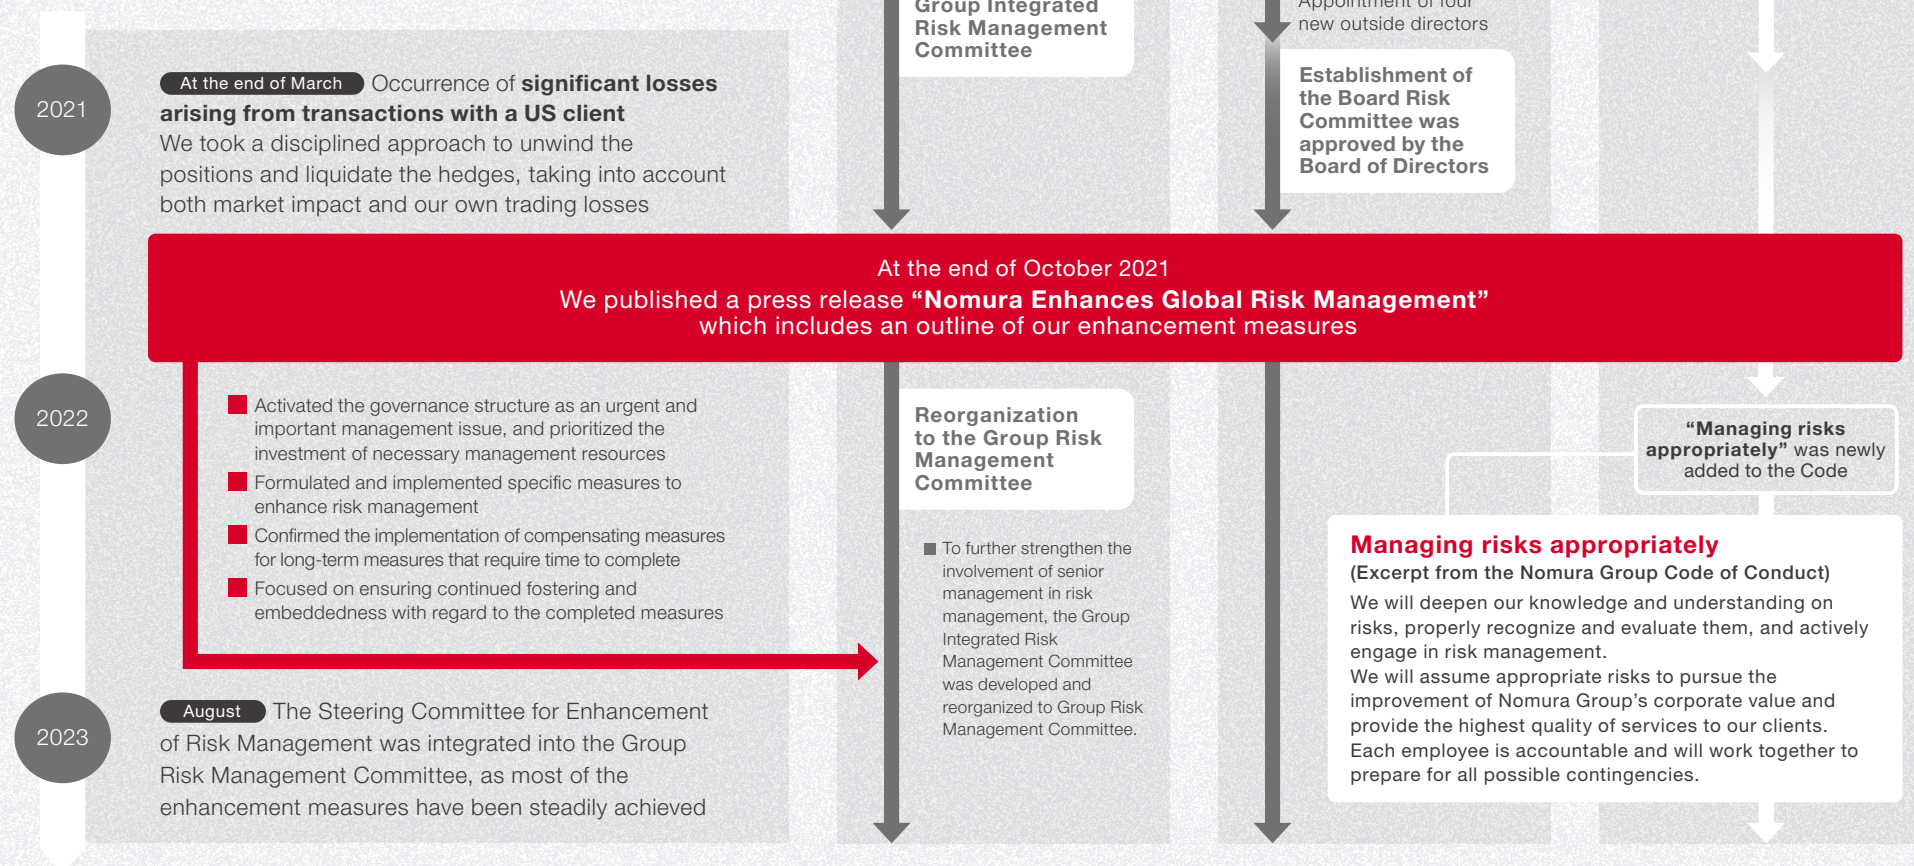 2021
At the end of March Occurrence of significant losses
arising from transactions with a US client
We took a disciplined approach to unwind the
positions and liquidate the hedges, taking into account
both market impact and our own trading losses
Group Integrated
Risk Management
Committee
Appointment of four
new outside directors
Establishment of
the Board Risk
Committee was
approved by the
Board of Directors
At the end of October 2021
We published a press release “Nomura Enhances Global Risk Management”
which includes an outline of our enhancement measures
2022
Activated the governance structure as an urgent and
important management issue, and prioritized the
investment of necessary management resources
Formulated and implemented specific measures to
enhance risk management
Confirmed the implementation of compensating measures
for long-term measures that require time to complete
Focused on ensuring continued fostering and
embeddedness with regard to the completed measures
Reorganization
to the Group Risk
Management
Committee
To further strengthen the
involvement of senior
management in risk
management, the Group
Integrated Risk
Management Committee
was developed and
reorganized to Group Risk
Management Committee.
“Managing risks
appropriately” was newly
added to the Code
Managing risks appropriately
(Excerpt from the Nomura Group Code of Conduct)
We will deepen our knowledge and understanding on
risks, properly recognize and evaluate them, and actively
engage in risk management.
We will assume appropriate risks to pursue the
improvement of Nomura Group’s corporate value and
provide the highest quality of services to our clients.
Each employee is accountable and will work together to
prepare for all possible contingencies.
2023
August The Steering Committee for Enhancement
of Risk Management was integrated into the Group
Risk Management Committee, as most of the
enhancement measures have been steadily achieved